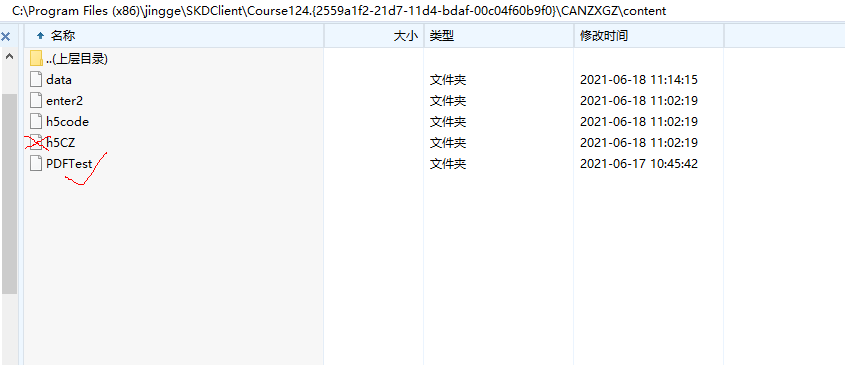 C:\Program Files (x86)\jingge\SKDClient\Course124.{2559a1f2-21d7-11d4-bdaf-00c04f60b9f0}\CANZXGZ\content
名称 大小 类型 修改时间
..(上层目录)
data 文件夹 2021-06-18 11:14:15
enter2 文件夹 2021-06-18 11:02:19
h5code 文件夹 2021-06-18 11:02:19
h5CZ 文件夹 2021-06-18 11:02:19
PDFTest 文件夹 2021-06-17 10:45:42